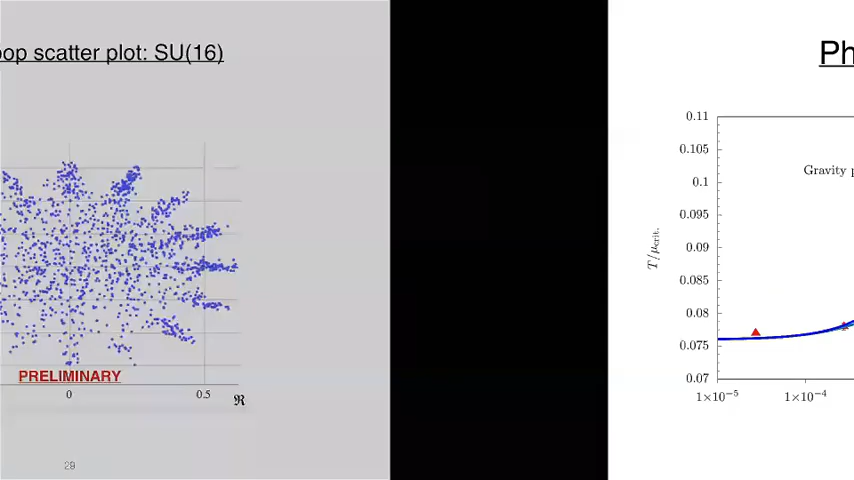 oop scatter plot: SU(16)
PRELIMINARY
0
0.5
ℜ
29
Ph
0.11
0.105
0.1
0.095
0.09
0.085
0.08
0.075
0.07
T/μcrit.
Gravity p
1×10⁻⁵
1×10⁻⁴